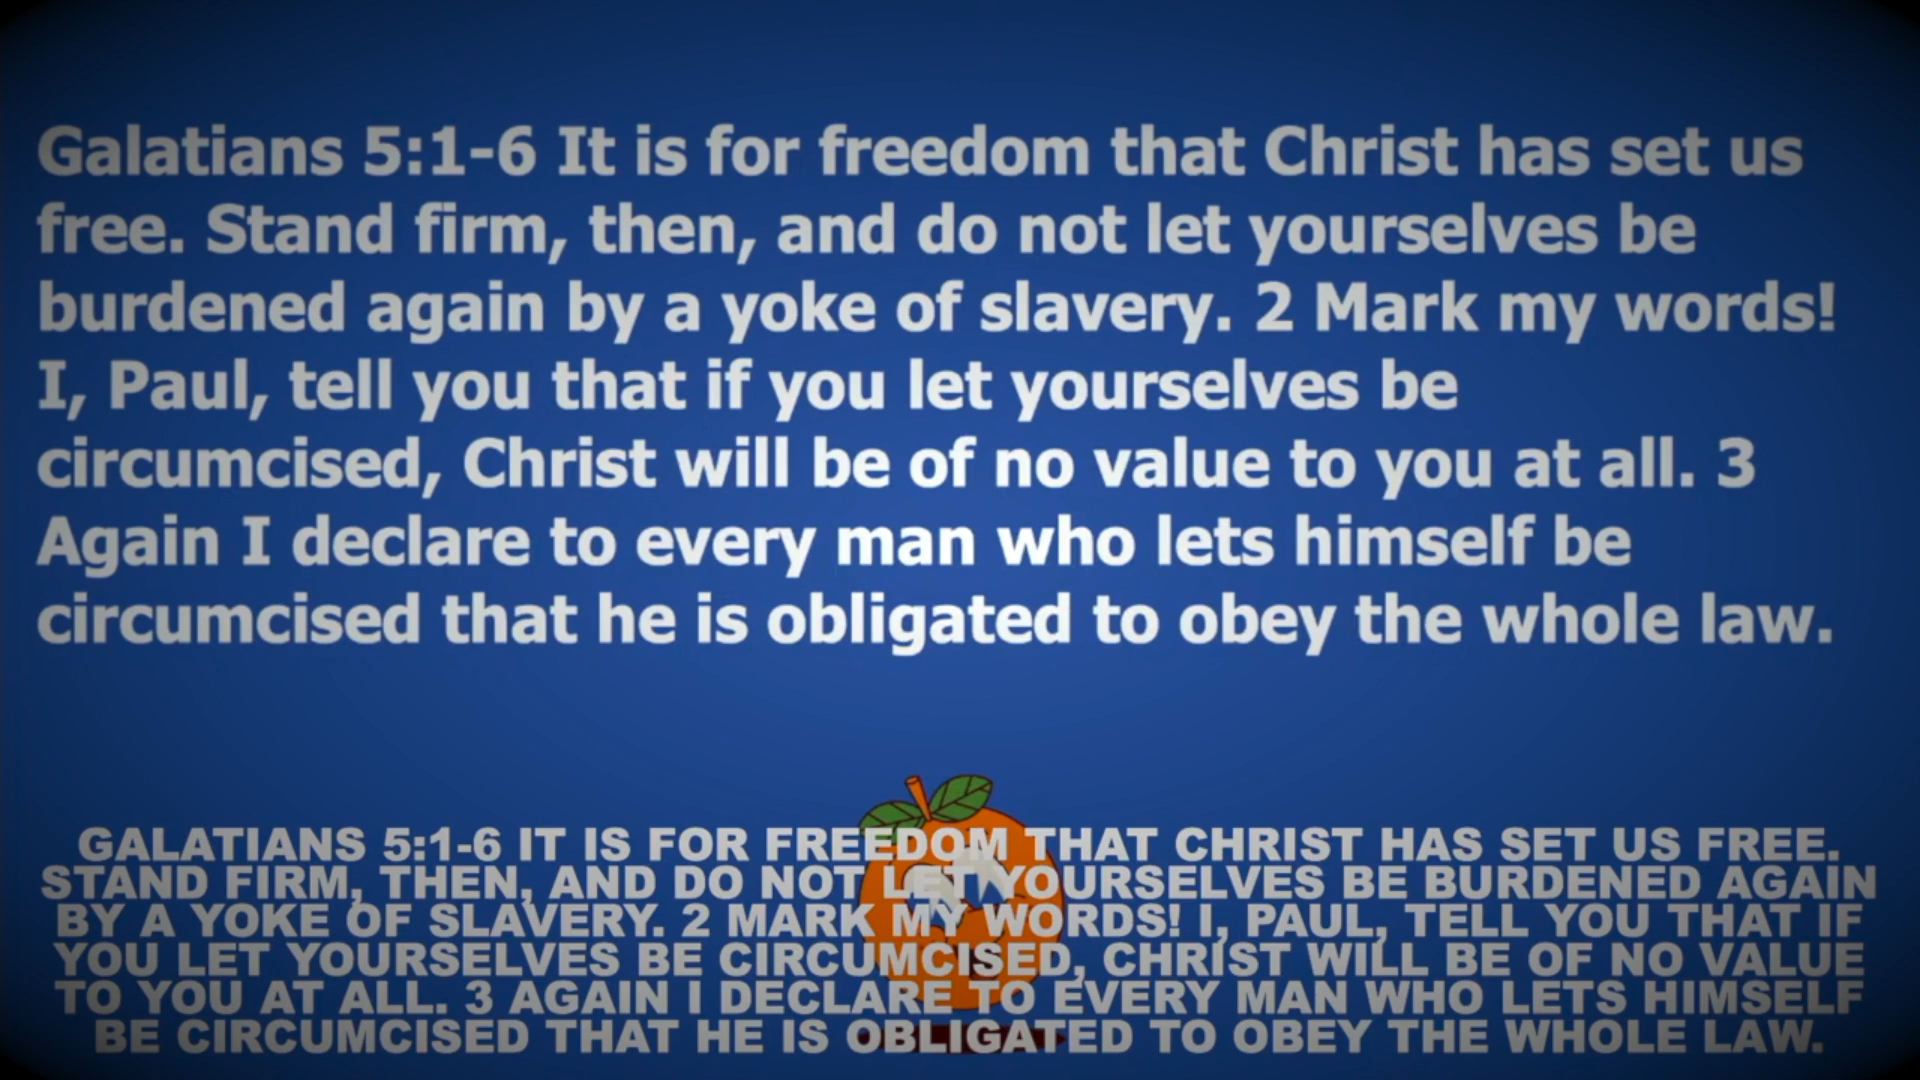 Galatians 5:1-6 It is for freedom that Christ has set us
free. Stand firm, then, and do not let yourselves be
burdened again by a yoke of slavery. 2 Mark my words!
I, Paul, tell you that if you let yourselves be
circumcised, Christ will be of no value to you at all. 3
Again I declare to every man who lets himself be
circumcised that he is obligated to obey the whole law.
GALATIANS 5:1-6 IT IS FOR FREEDOM THAT CHRIST HAS SET US FREE.
STAND FIRM, THEN, AND DO NOT LET YOURSELVES BE BURDENED AGAIN
BY A YOKE OF SLAVERY. 2 MARK MY WORDS! I, PAUL, TELL YOU THAT IF
YOU LET YOURSELVES BE CIRCUMCISED, CHRIST WILL BE OF NO VALUE
TO YOU AT ALL. 3 AGAIN I DECLARE TO EVERY MAN WHO LETS HIMSELF
BE CIRCUMCISED THAT HE IS OBLIGATED TO OBEY THE WHOLE LAW.